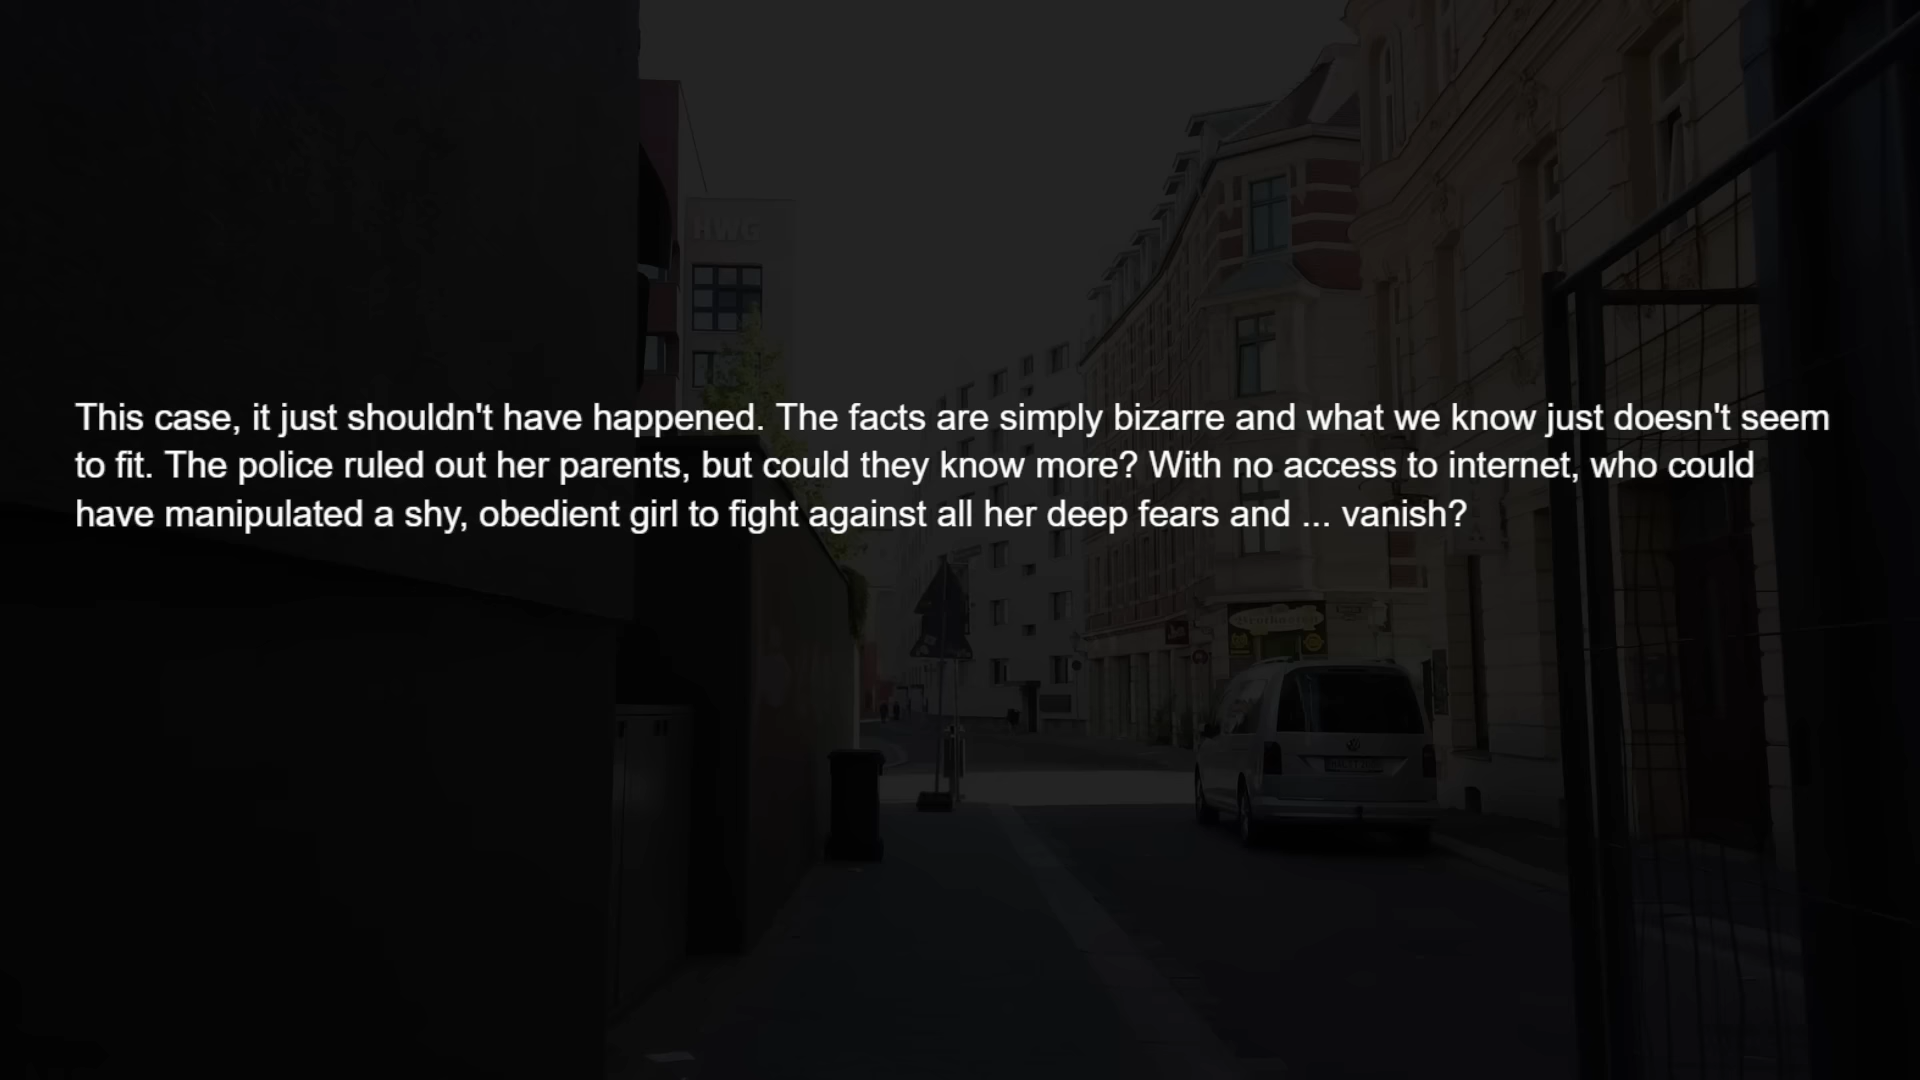 HWG
This case, it just shouldn't have happened. The facts are simply bizarre and what we know just doesn't seem
to fit. The police ruled out her parents, but could they know more? With no access to internet, who could
have manipulated a shy, obedient girl to fight against all her deep fears and ... vanish?